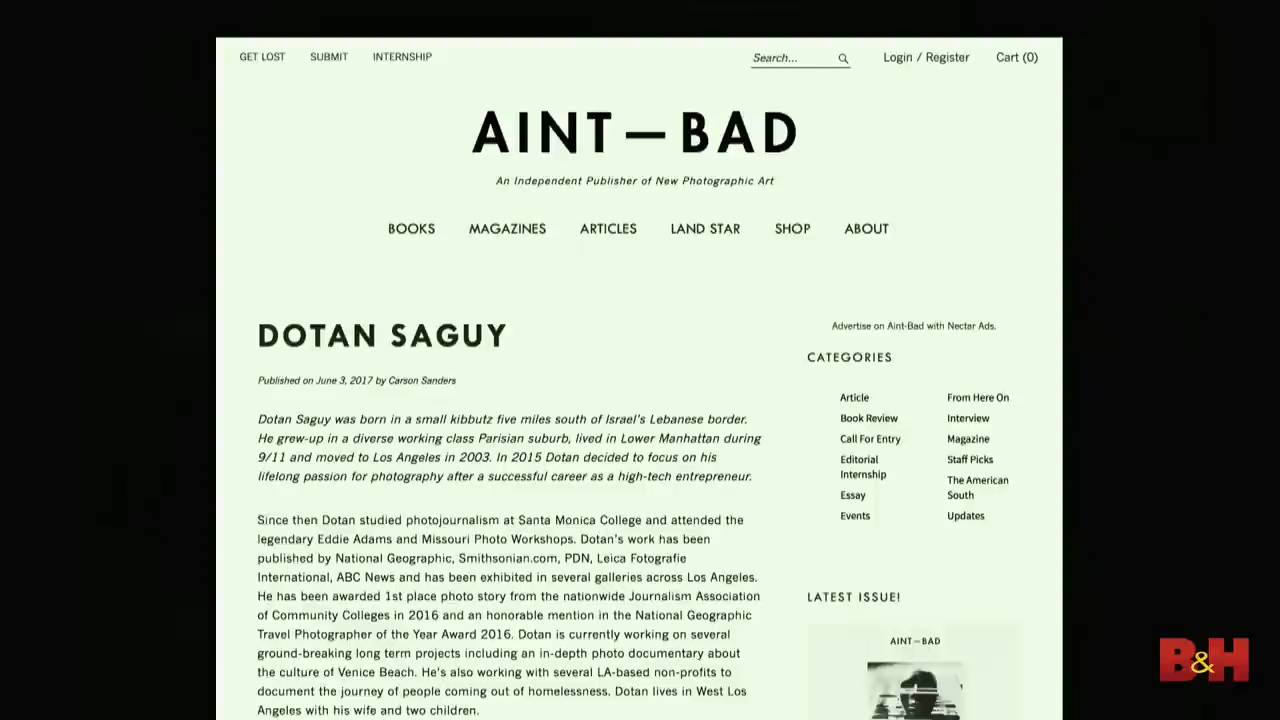 GET LOST SUBMIT INTERNSHIP Search... Login / Register Cart (0)
AINT—BAD
An Independent Publisher of New Photographic Art
BOOKS MAGAZINES ARTICLES LAND STAR SHOP ABOUT
DOTAN SAGUY
Published on June 3, 2017 by Carson Sanders
Dotan Saguy was born in a small kibbutz five miles south of Israel's Lebanese border.
He grew-up in a diverse working class Parisian suburb, lived in Lower Manhattan during
9/11 and moved to Los Angeles in 2003. In 2015 Dotan decided to focus on his
lifelong passion for photography after a successful career as a high-tech entrepreneur.
Since then Dotan studied photojournalism at Santa Monica College and attended the
legendary Eddie Adams and Missouri Photo Workshops. Dotan's work has been
published by National Geographic, Smithsonian.com, PDN, Leica Fotografie
International, ABC News and has been exhibited in several galleries across Los Angeles.
He has been awarded 1st place photo story from the nationwide Journalism Association
of Community Colleges in 2016 and an honorable mention in the National Geographic
Travel Photographer of the Year Award 2016. Dotan is currently working on several
ground-breaking long term projects including an in-depth photo documentary about
the culture of Venice Beach. He's also working with several LA-based non-profits to
document the journey of people coming out of homelessness. Dotan lives in West Los
Angeles with his wife and two children.
Advertise on Aint-Bad with Nectar Ads.
CATEGORIES
Article
Book Review
Call For Entry
Editorial
Internship
Essay
Events
From Here On
Interview
Magazine
Staff Picks
The American
South
Updates
LATEST ISSUE!
AINT—BAD
B&H